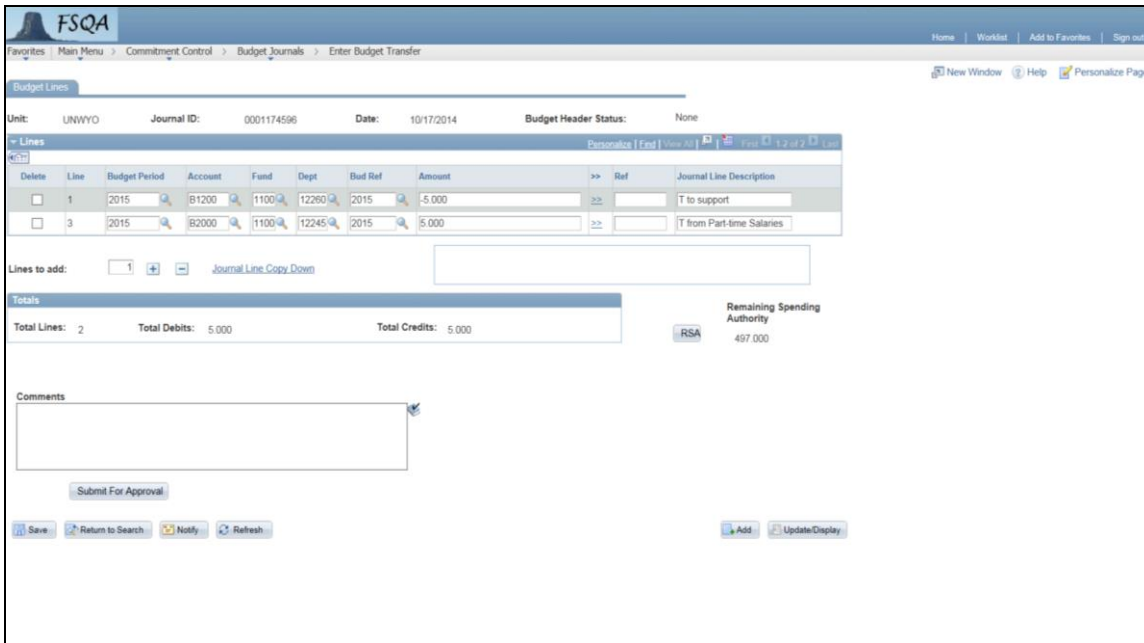 FSQA
Home | Worklist | Add to Favorites | Sign out
Favorites | Main Menu > Commitment Control > Budget Journals > Enter Budget Transfer
New Window Help Personalize Pag
Budget Lines
Unit: UNWYO Journal ID: 0001174596 Date: 10/17/2014 Budget Header Status: None
Lines Personalize | Find | View All | First 1-2 of 2 Last
Delete Line Budget Period Account Fund Dept Bud Ref Amount >> Ref Journal Line Description
1 2015 B1200 1100 12260 2015 -5.000 >> T to support
3 2015 B2000 1100 12245 2015 5.000 >> T from Part-time Salaries
Lines to add: 1 + - Journal Line Copy Down
Totals
Total Lines: 2 Total Debits: 5.000 Total Credits: 5.000
RSA
Remaining Spending
Authority
497.000
Comments
Submit For Approval
Save Return to Search Notify Refresh Add Update/Display